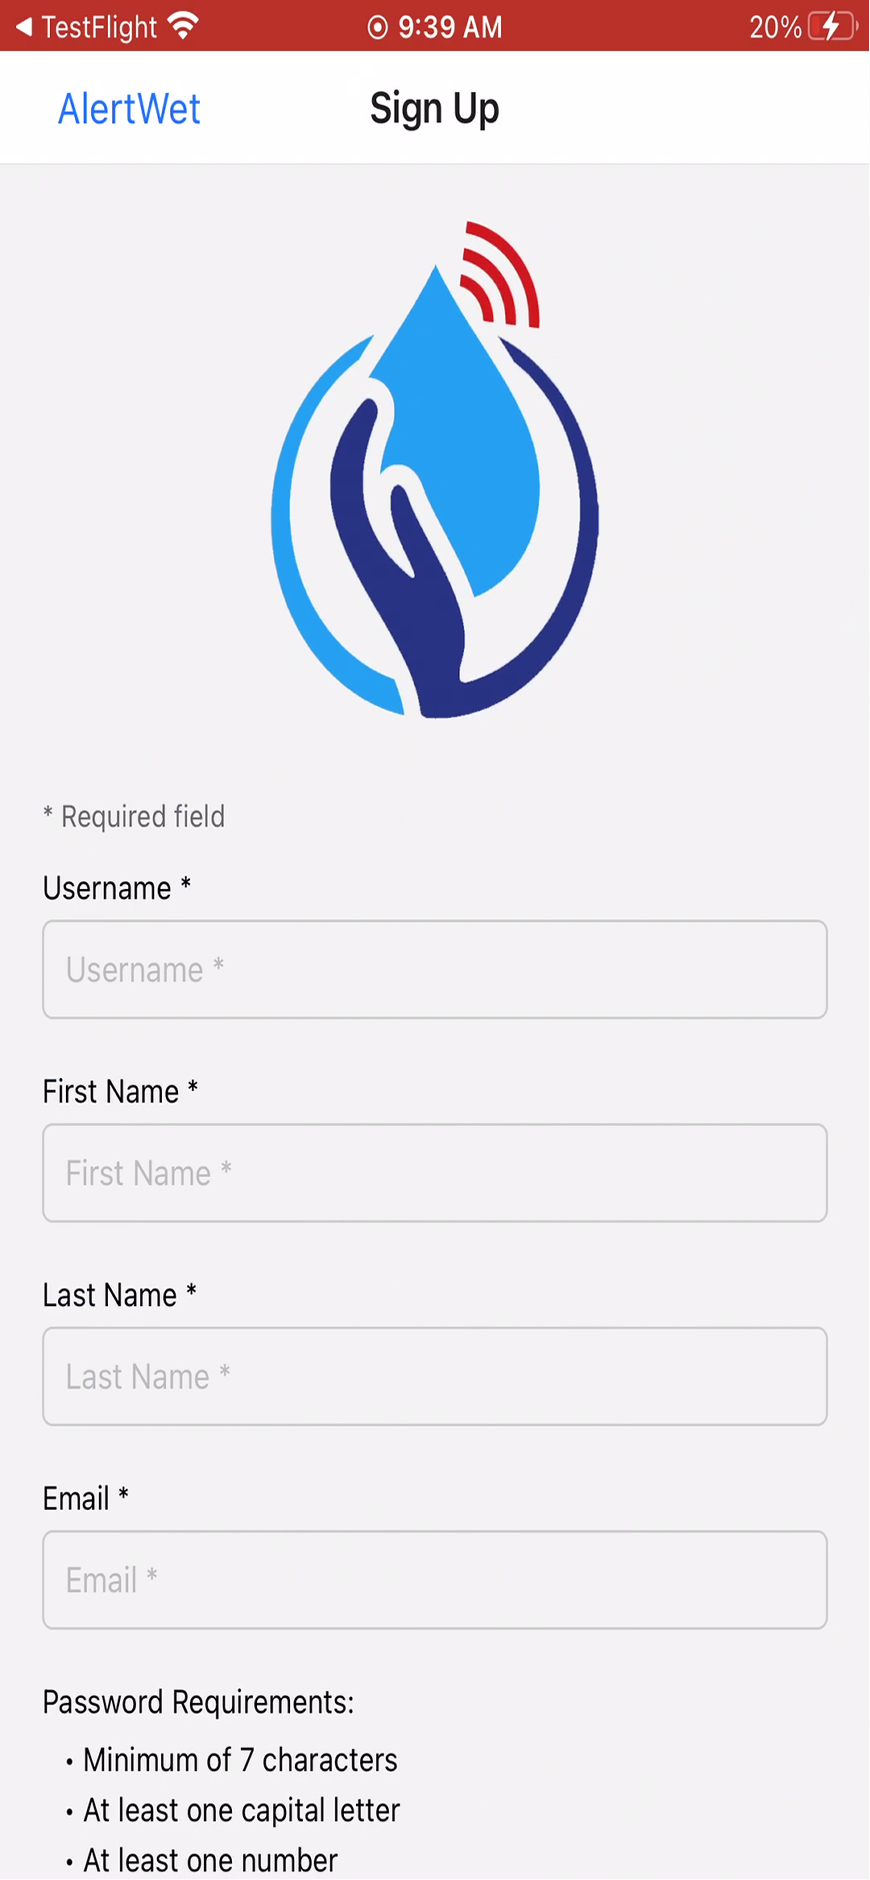 TestFlight 9:39 AM 20%
AlertWet Sign Up
* Required field
Username *
Username *
First Name *
First Name *
Last Name *
Last Name *
Email *
Email *
Password Requirements:
• Minimum of 7 characters
• At least one capital letter
• At least one number